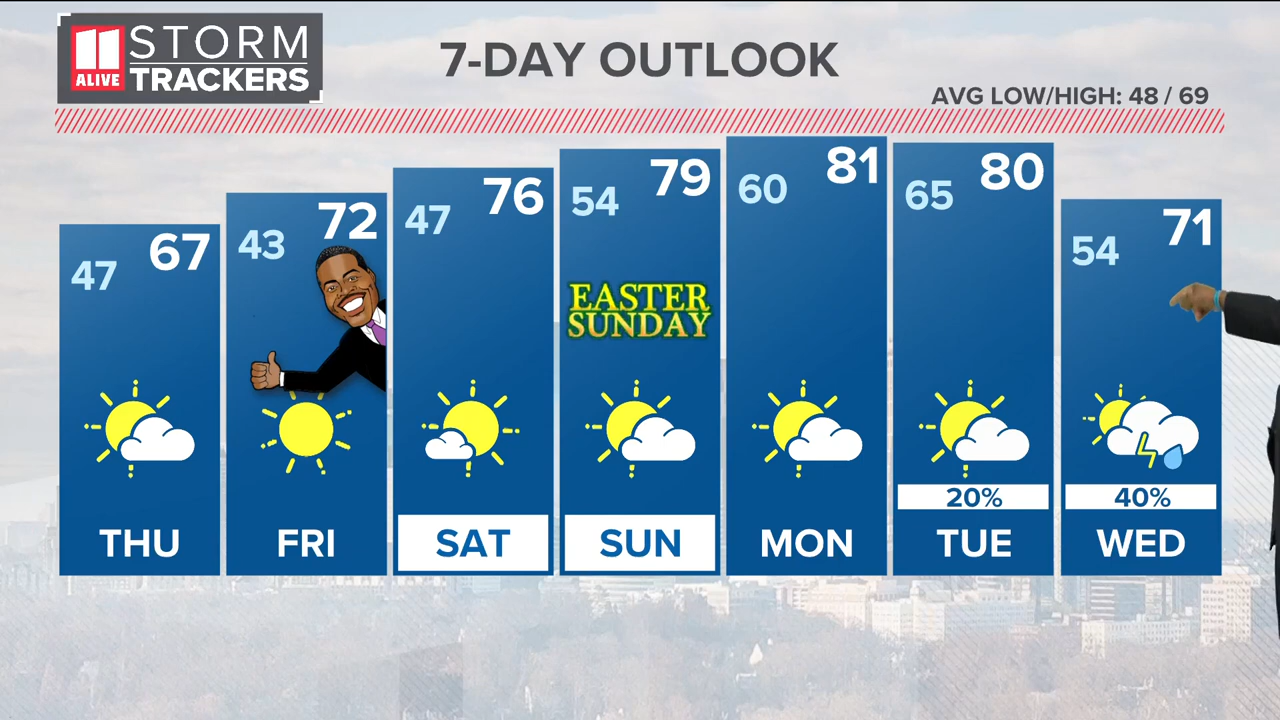 11 ALIVE
STORM
TRACKERS
7-DAY OUTLOOK
AVG LOW/HIGH: 48 / 69
47 67
43 72
47 76
54 79
60 81
65 80
54 71
EASTER
SUNDAY
20% 40%
THU FRI SAT SUN MON TUE WED